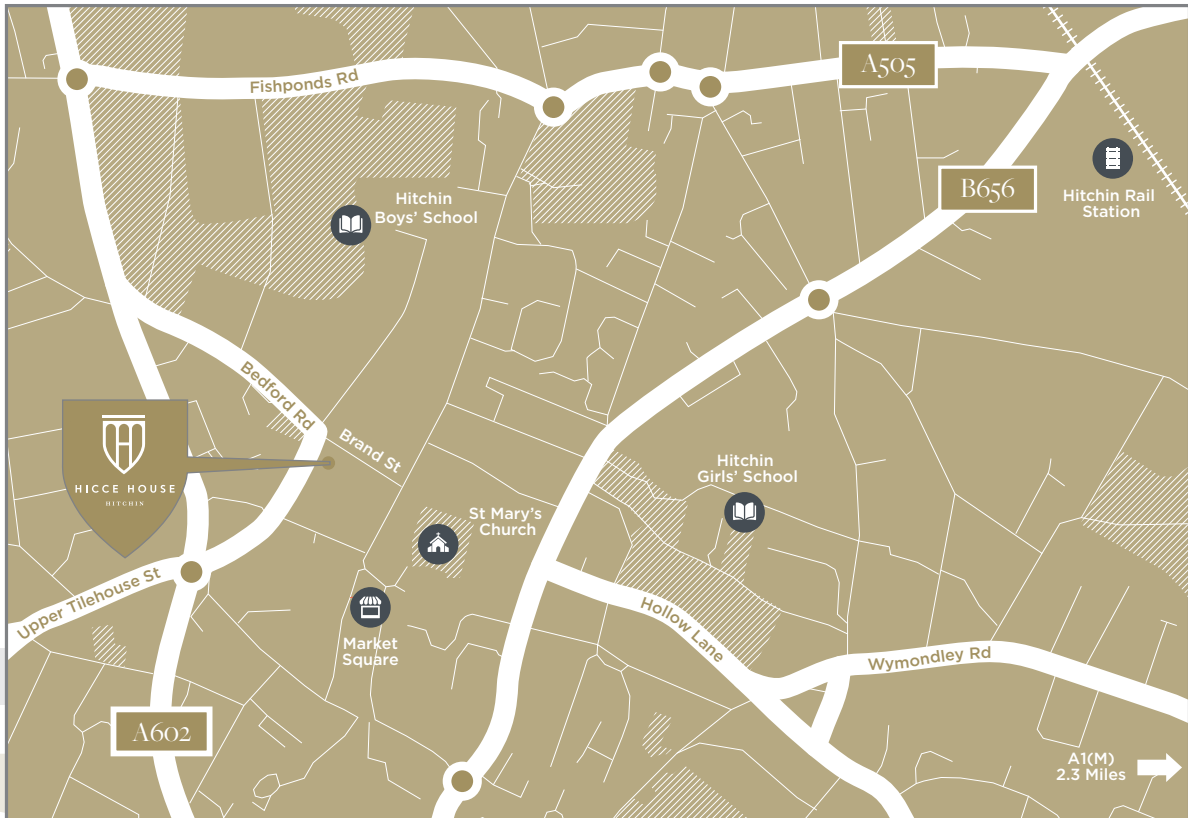 Fishponds Rd
A505
B656
Hitchin Rail
Station
Hitchin
Boys’ School
Bedford Rd
Brand St
HICCE HOUSE
HITCHIN
Hitchin
Girls’ School
St Mary’s
Church
Upper Tilehouse St
Market
Square
Hollow Lane
Wymondley Rd
A602
A1(M)
2.3 Miles